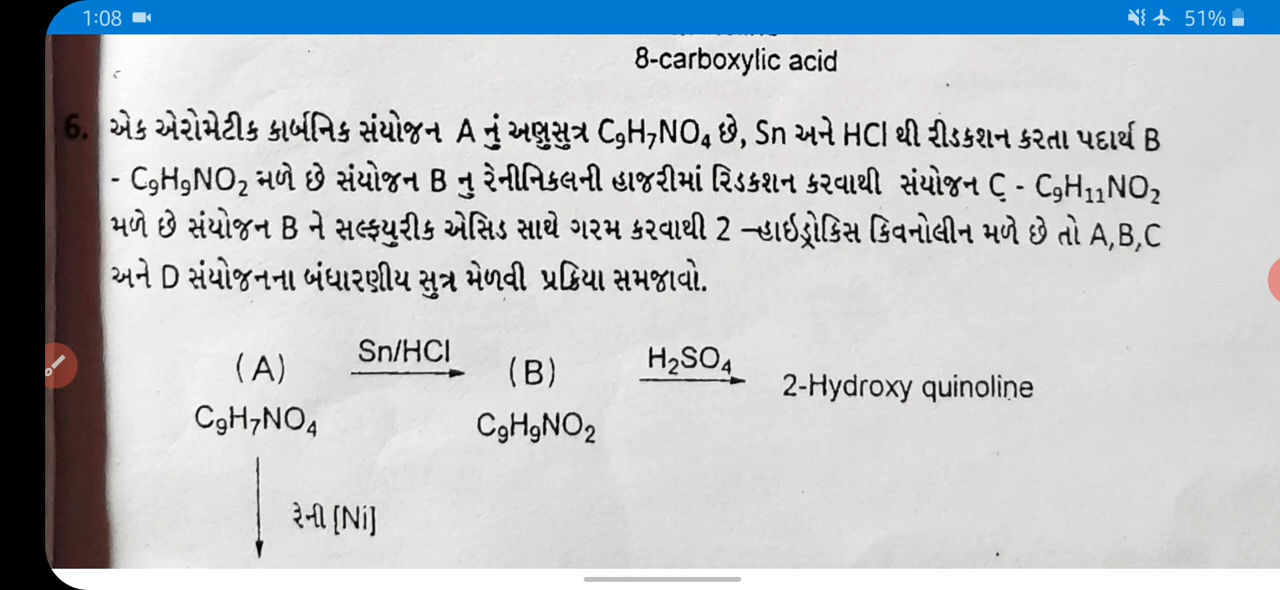 1:08
51%
8-carboxylic acid
6. એક એરોમેટીક કાર્બનિક સંયોજન A નું અણુસુત્ર C₉H₇NO₄ છે, Sn અને HCl થી રીડકશન કરતા પદાર્થ B
- C₉H₉NO₂ મળે છે સંયોજન B નુ રેનીનિકલની હાજરીમાં રિડકશન કરવાથી સંયોજન C - C₉H₁₁NO₂
મળે છે સંયોજન B ને સલ્ફયુરીક એસિડ સાથે ગરમ કરવાથી 2 -હાઇડ્રોકિસ કિવનોલીન મળે છે તો A,B,C
અને D સંયોજનના બંધારણીય સુત્ર મેળવી પ્રક્રિયા સમજાવો.
(A) Sn/HCl (B) H₂SO₄ 2-Hydroxy quinoline
C₉H₇NO₄ C₉H₉NO₂
રેની [Ni]